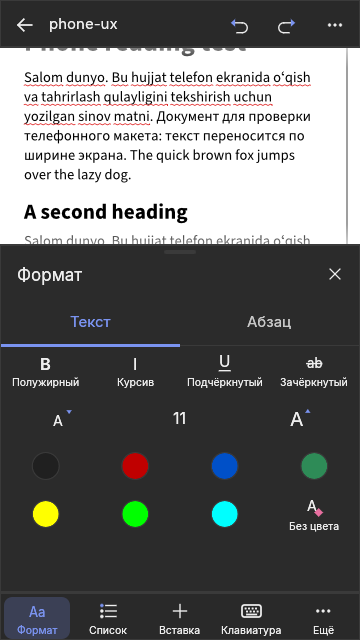 phone-ux
Phone reading test
Salom dunyo. Bu hujjat telefon ekranida oʻqish
va tahrirlash qulayligini tekshirish uchun
yozilgan sinov matni. Документ для проверки
телефонного макета: текст переносится по
ширине экрана. The quick brown fox jumps
over the lazy dog.
A second heading
Salom dunyo. Bu hujjat telefon ekranida oʻqish
Формат
Текст Абзац
B I U ab
Полужирный Курсив Подчёркнутый Зачёркнутый
A 11 A
A
Без цвета
Aa
Формат Список Вставка Клавиатура Ещё